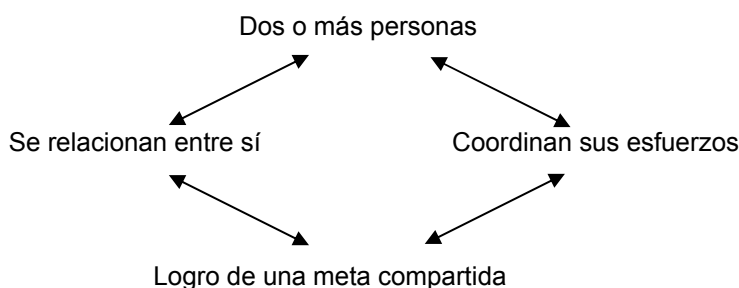 Dos o más personas
Se relacionan entre sí
Coordinan sus esfuerzos
Logro de una meta compartida